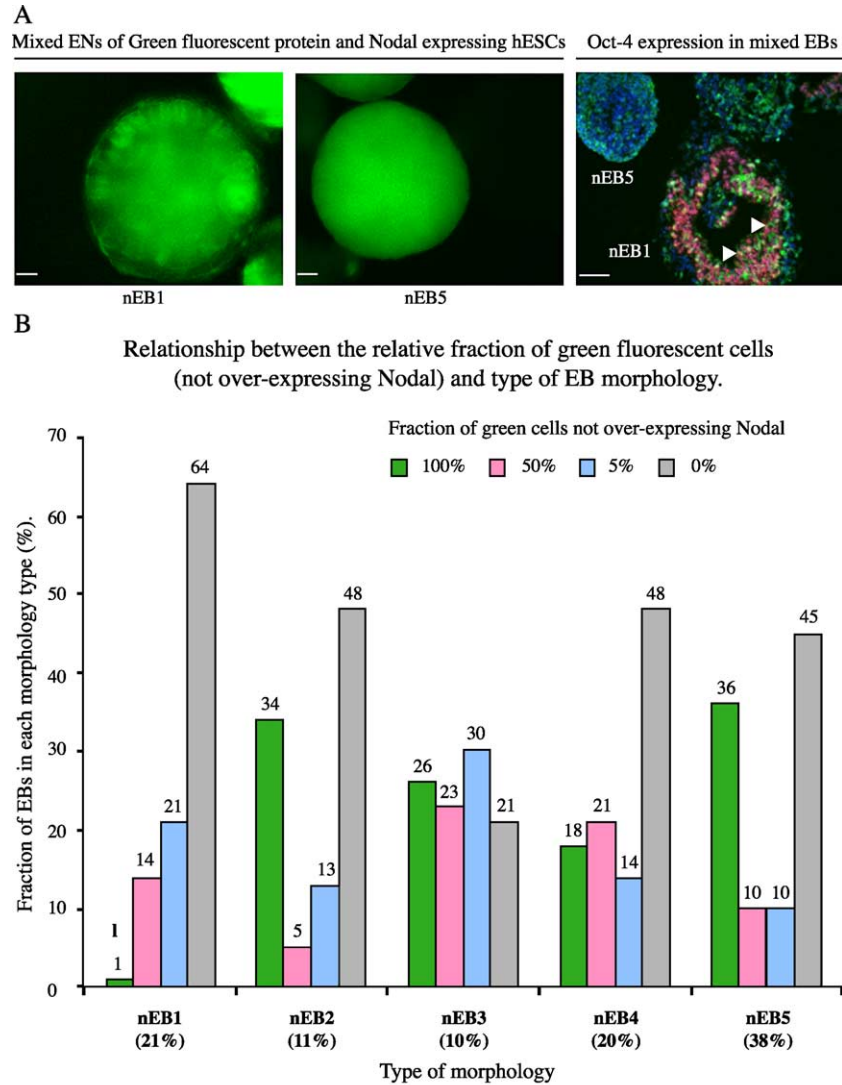 A
Mixed ENs of Green fluorescent protein and Nodal expressing hESCs
Oct-4 expression in mixed EBs
nEB5
nEB1
nEB1
nEB5
B
Relationship between the relative fraction of green fluorescent cells
(not over-expressing Nodal) and type of EB morphology.
Fraction of green cells not over-expressing Nodal
100% 50% 5% 0%
Fraction of EBs in each morphology type (%).
70
60
50
40
30
20
10
0
l
1
14
21
64
34
5
13
48
26
23
30
21
18
21
14
48
36
10
10
45
nEB1 nEB2 nEB3 nEB4 nEB5
(21%) (11%) (10%) (20%) (38%)
Type of morphology